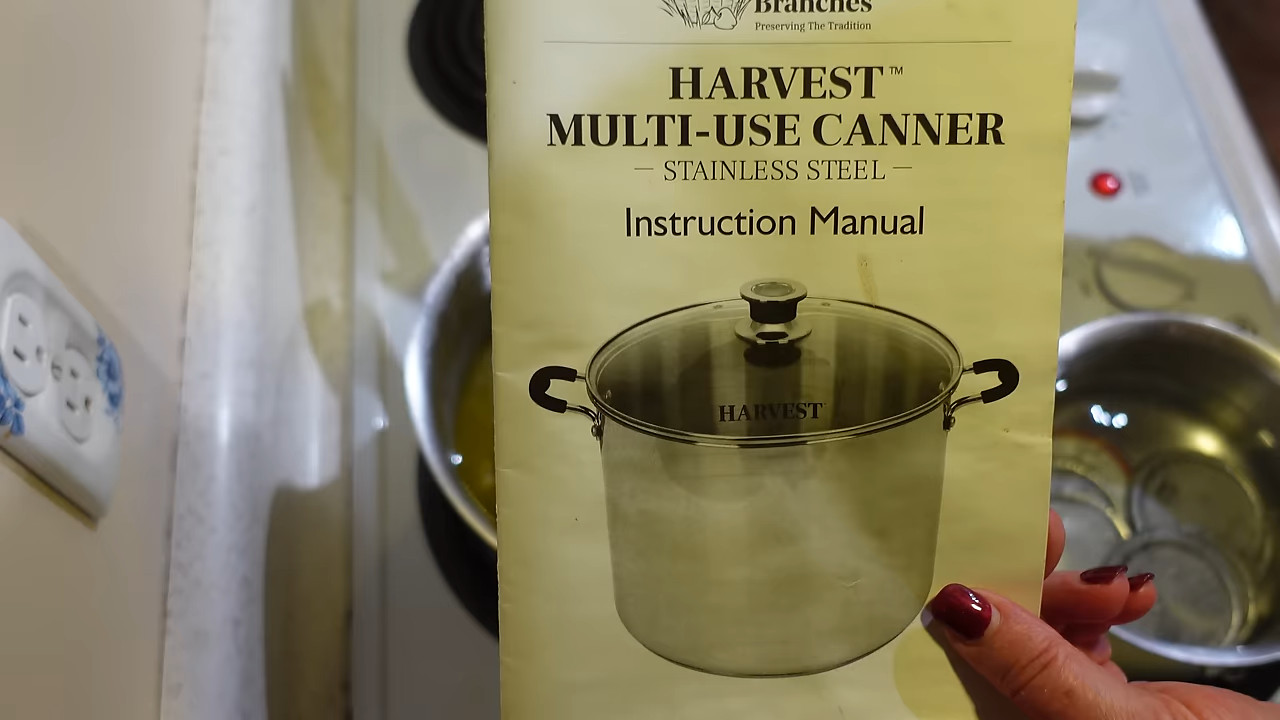 Branches
Preserving The Tradition
HARVEST™
MULTI-USE CANNER
— STAINLESS STEEL —
Instruction Manual
HARVEST